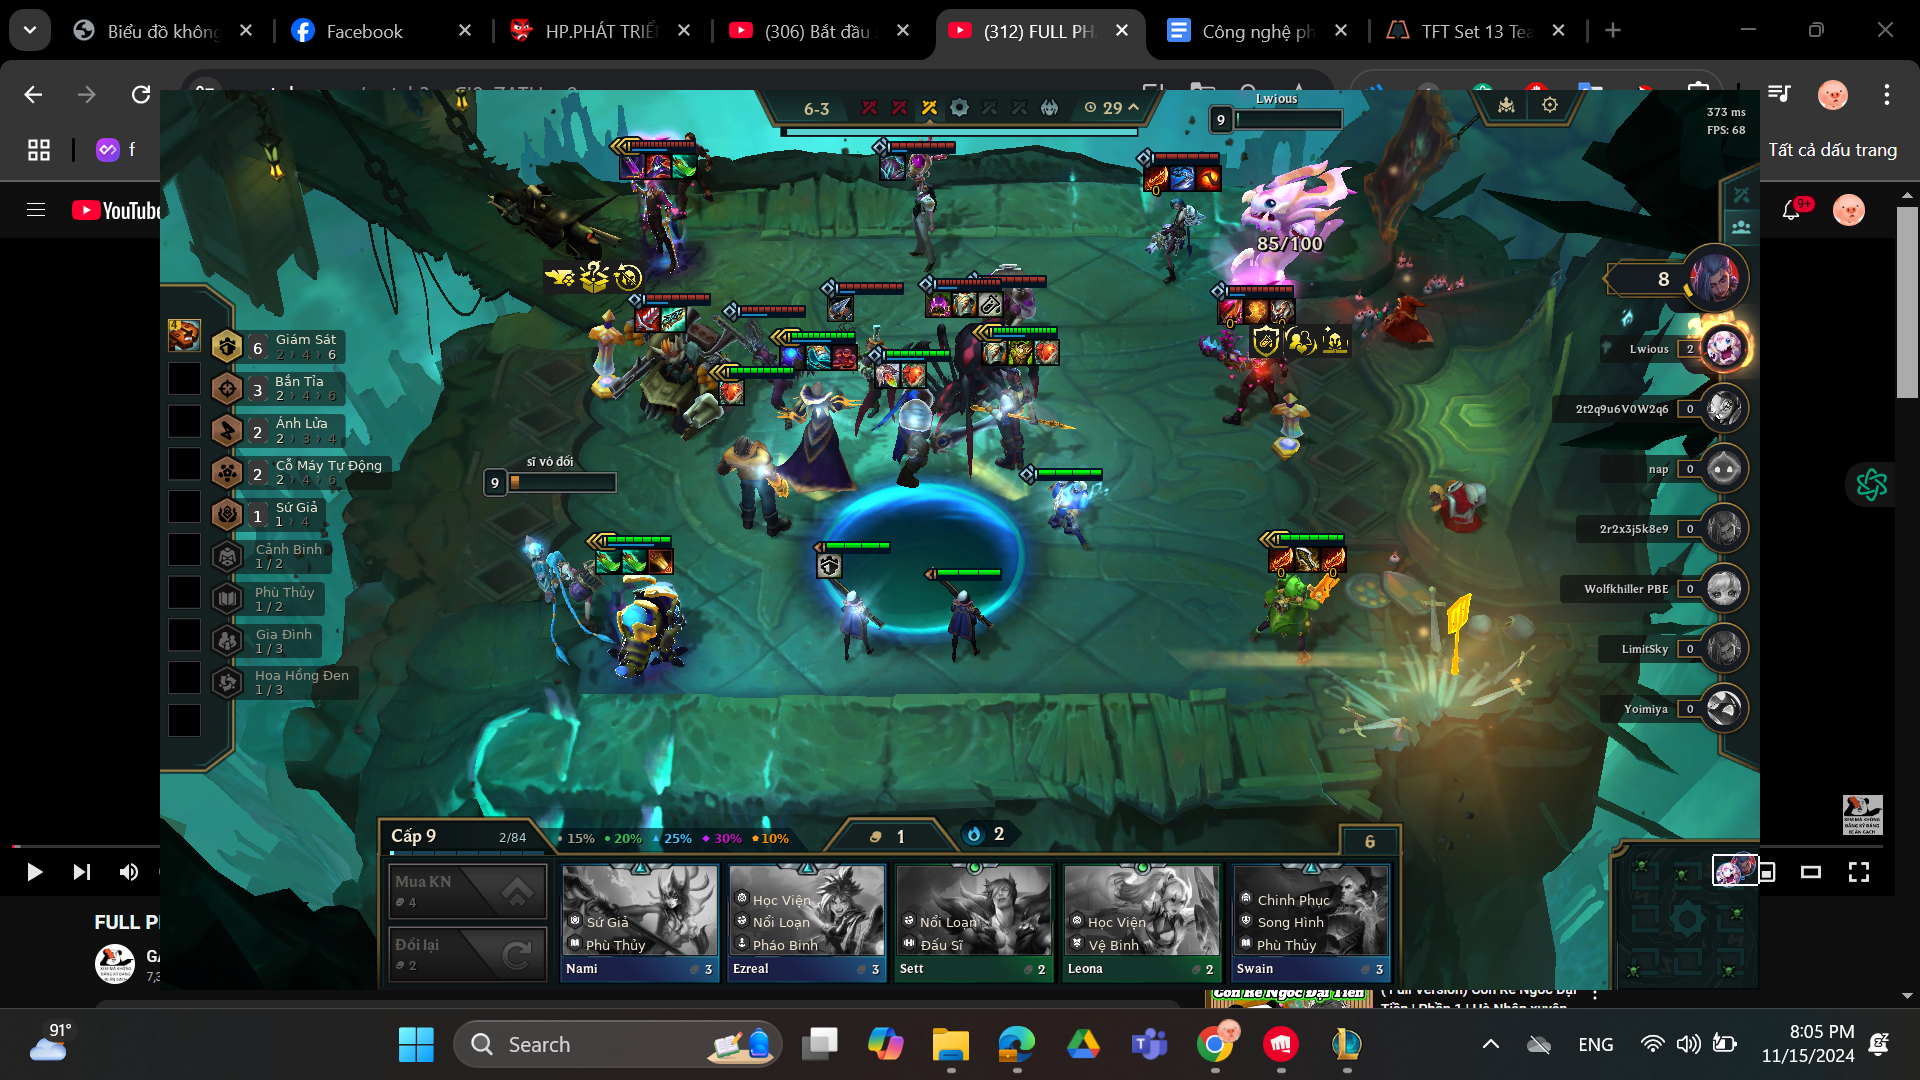 Biểu đồ không
Facebook
HP.PHÁT TRIỂ
(306) Bắt đầu
(312) FULL PH
Công nghệ ph
TFT Set 13 Tea
f
Tất cả dấu trang
YouTube
9+
6-3
29
Lwious
9
373 ms
FPS: 68
85/100
8
4
6 Giám Sát
2 › 4 › 6
3 Bắn Tỉa
2 › 4 › 6
2 Ánh Lửa
2 › 3 › 4
2 Cỗ Máy Tự Động
2 › 4 › 6
1 Sứ Giả
1 › 4
Cảnh Binh
1 / 2
Phù Thủy
1 / 2
Gia Đình
1 / 3
Hoa Hồng Đen
1 / 3
sĩ vô đối
9
Lwious 2
2t2q9u6V0W2q6 0
nap 0
2r2x3j5k8e9 0
Wolfkhiller PBE 0
LimitSky 0
Yoimiya 0
Cấp 9 2/84
15% 20% 25% 30% 10%
1
2
6
Mua KN
4
Đổi lại
2
Sứ Giả
Phù Thủy
Nami 3
Học Viện
Nổi Loạn
Pháo Binh
Ezreal 3
Nổi Loạn
Đấu Sĩ
Sett 2
Học Viện
Vệ Binh
Leona 2
Chinh Phục
Song Hình
Phù Thủy
Swain 3
FULL P
91°
Search
ENG
8:05 PM
11/15/2024